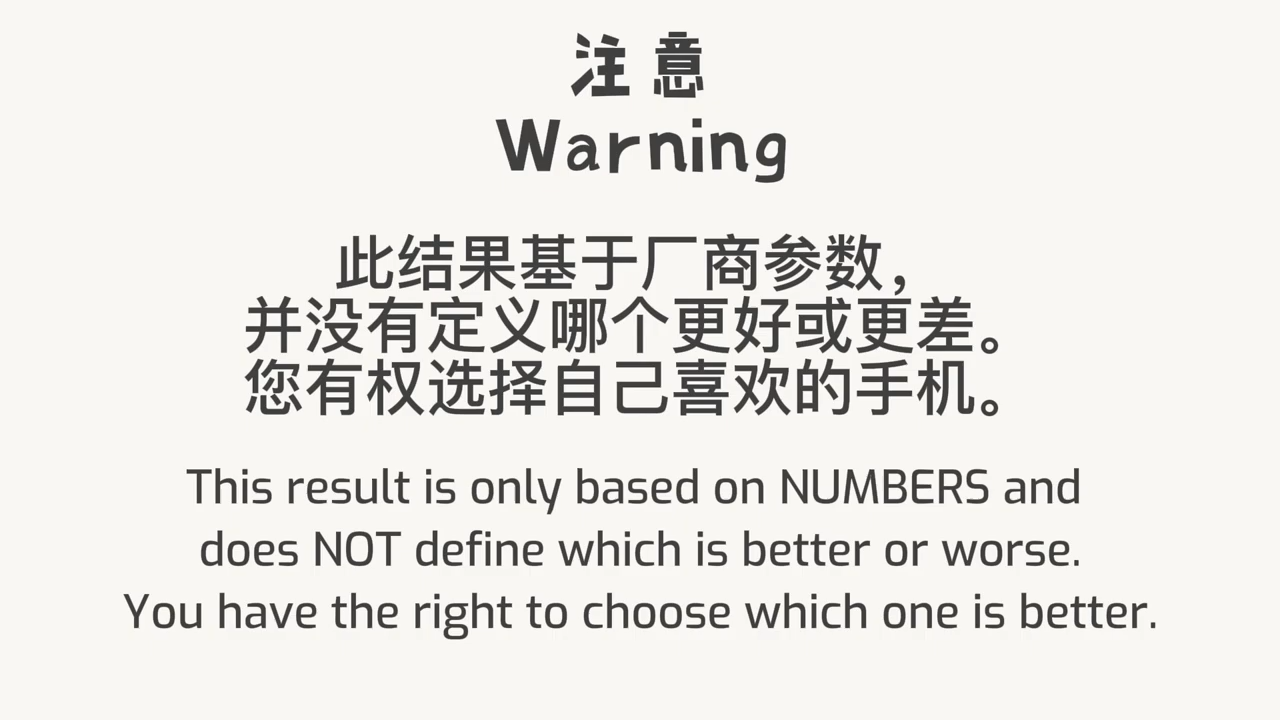 注意
Warning
此结果基于厂商参数，
并没有定义哪个更好或更差。
您有权选择自己喜欢的手机。
This result is only based on NUMBERS and
does NOT define which is better or worse.
You have the right to choose which one is better.